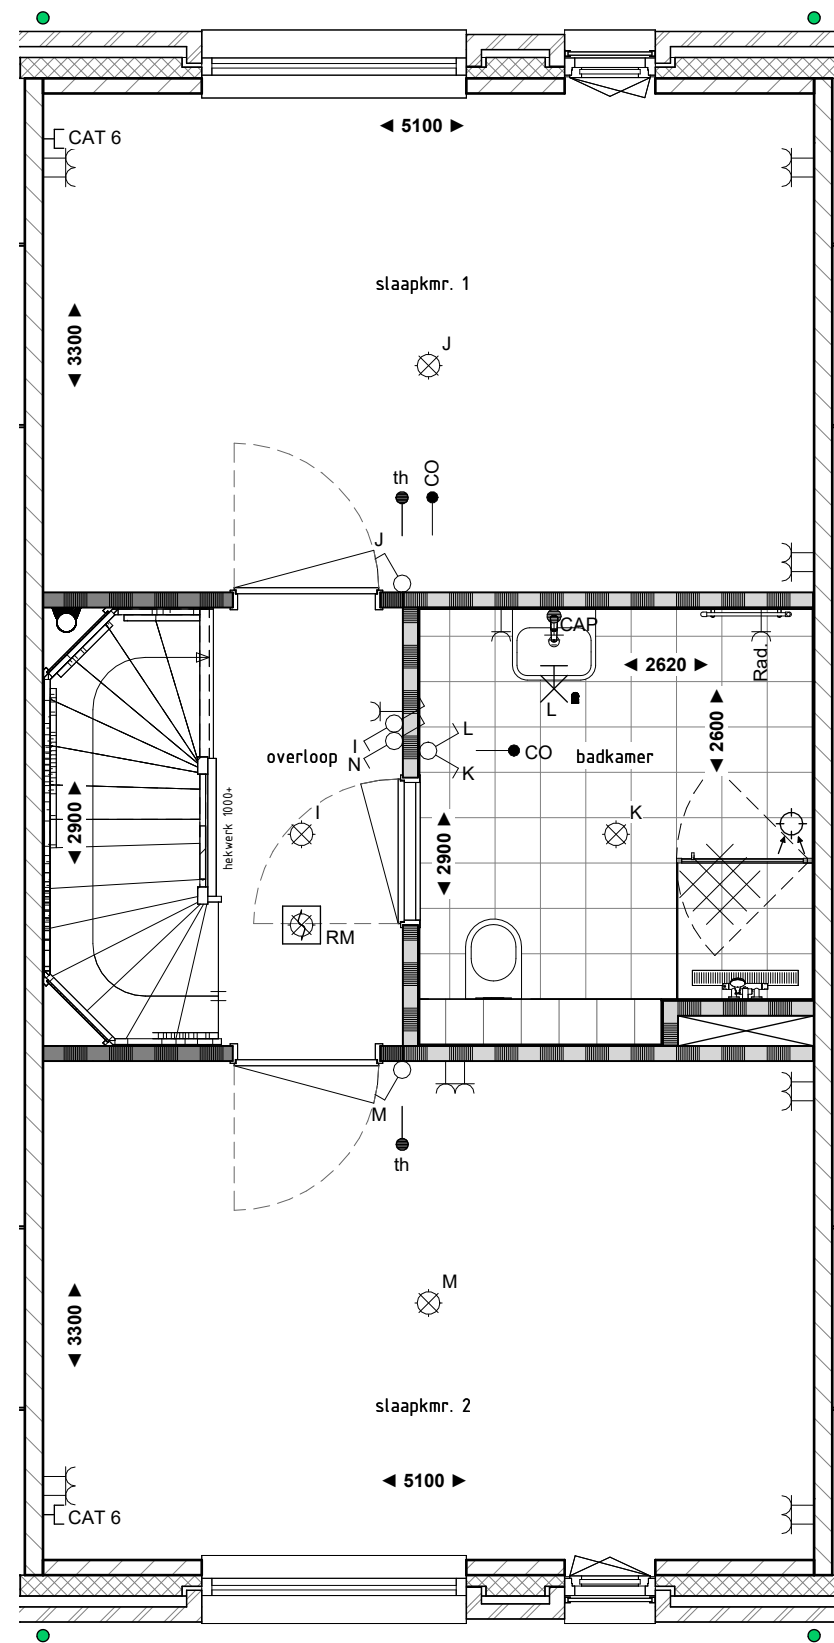 5100
CAT 6
slaapkmr. 1
3300
J
th
CO
J
CAP
2620
Rad.
L
2600
I
N
L
K
CO
overloop
badkamer
2900
hekwerk 1000+
I
K
2900
RM
M
th
M
3300
slaapkmr. 2
5100
CAT 6